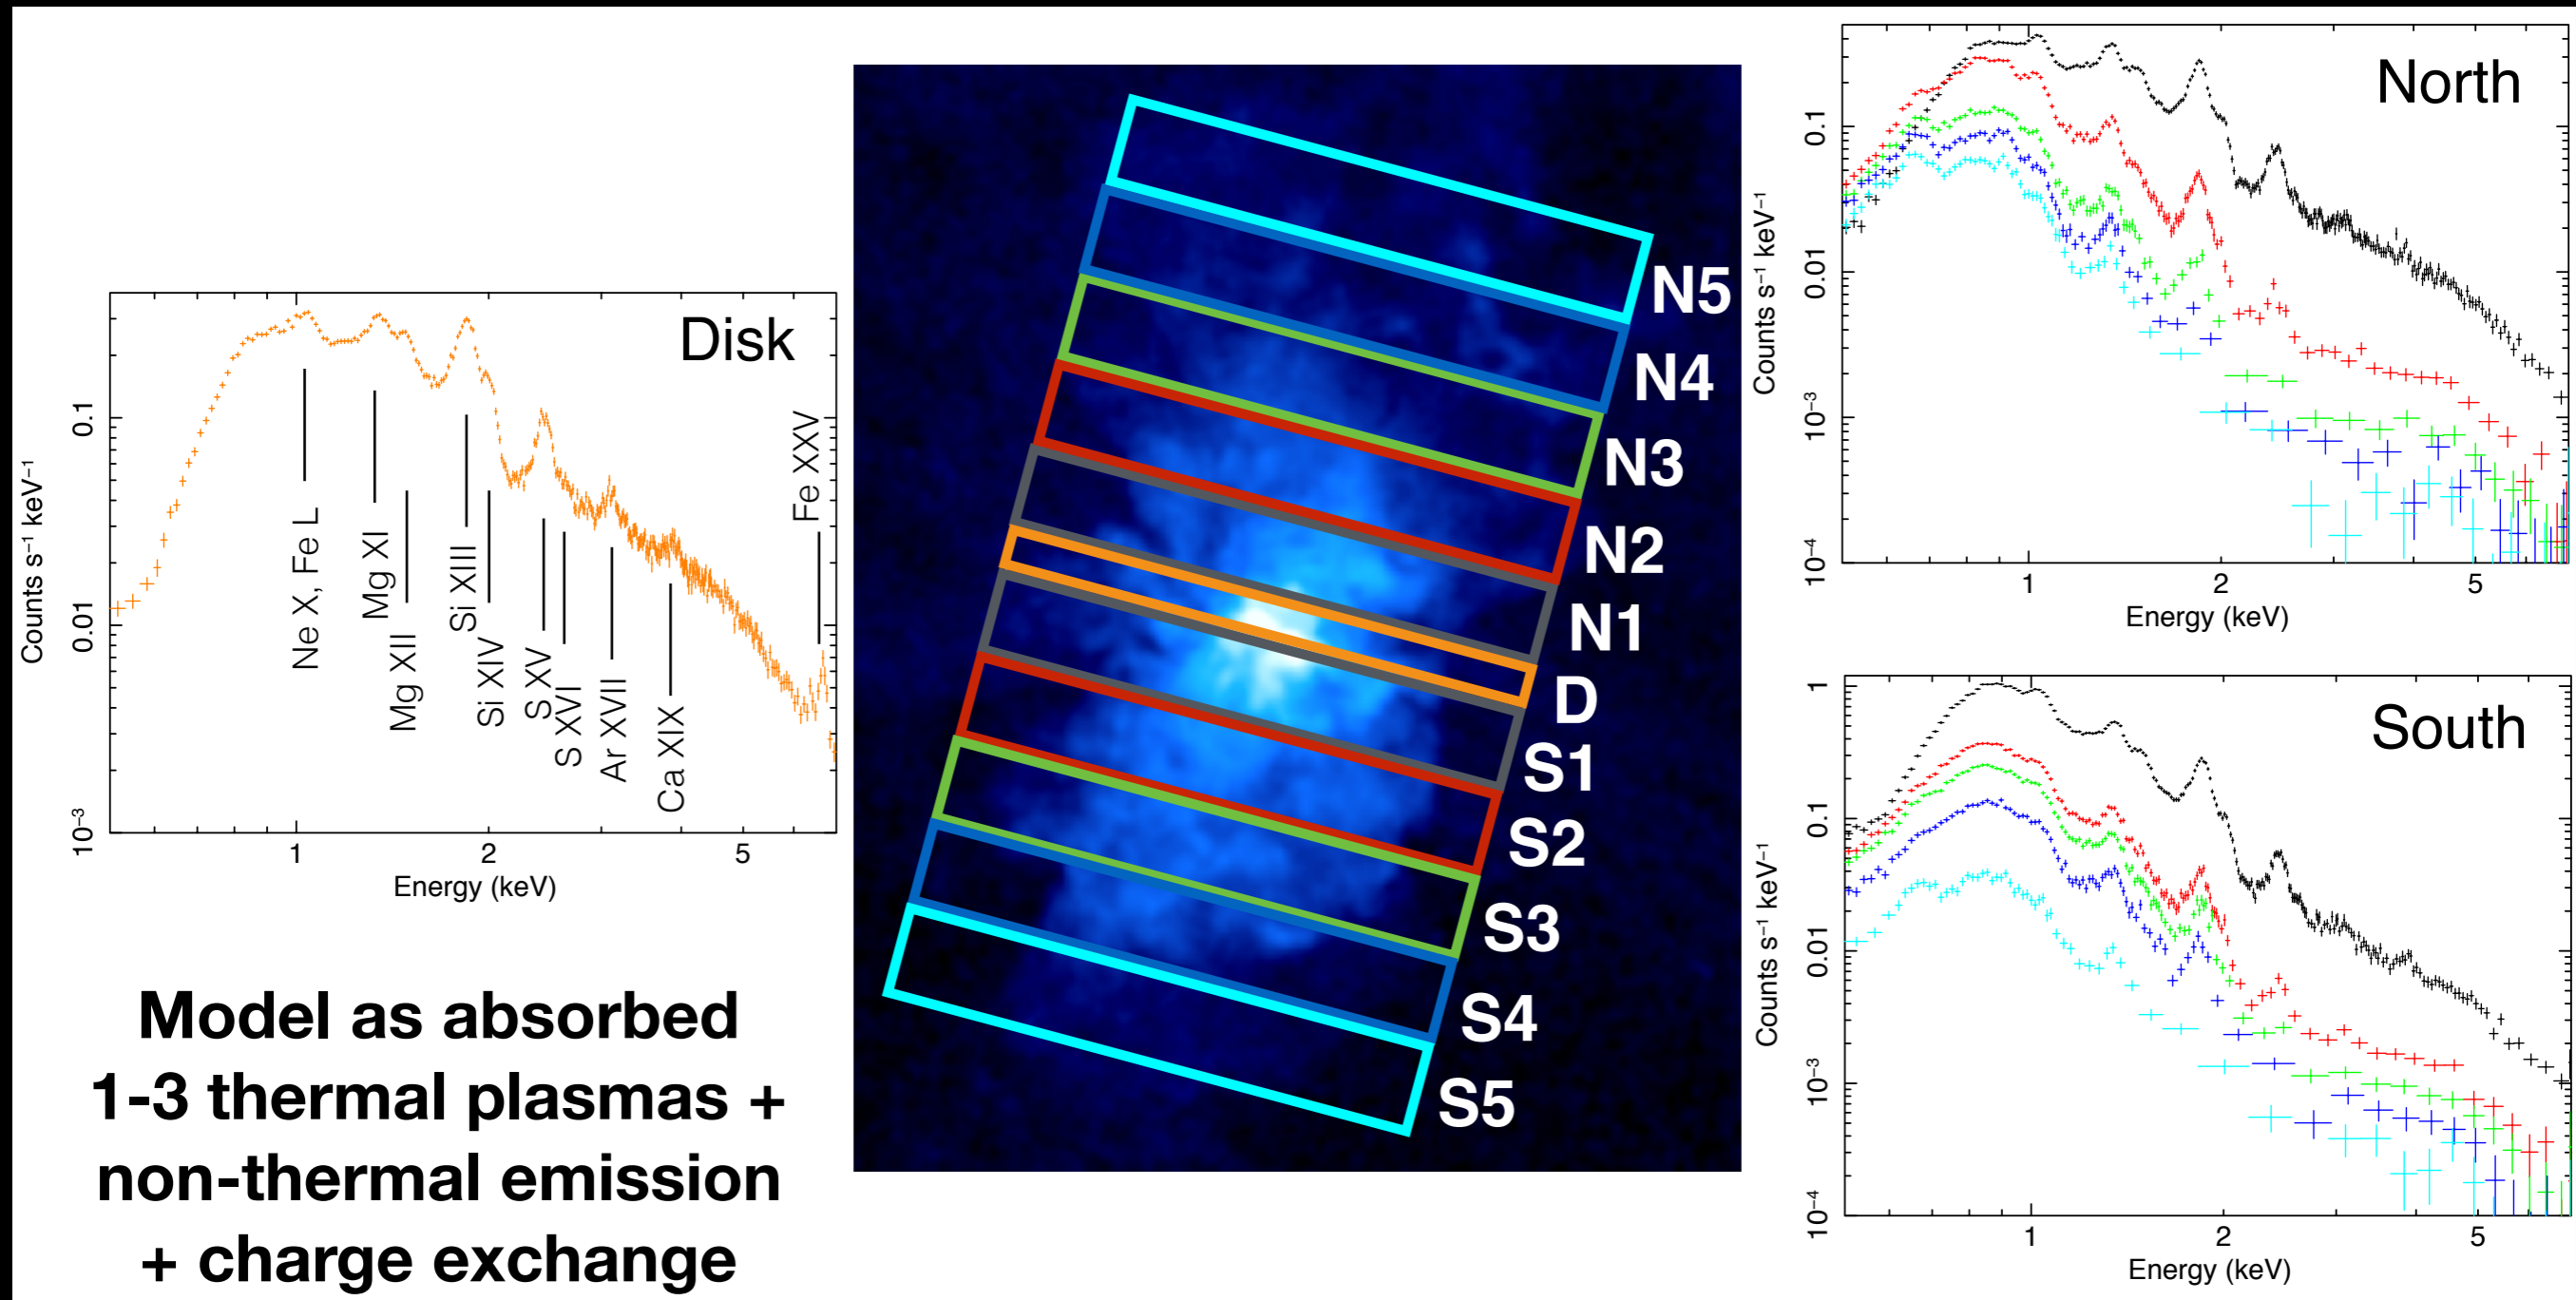 Disk
Counts s⁻¹ keV⁻¹
0.1
0.01
10⁻³
Ne X, Fe L
Mg XI
Mg XII
Si XIII
Si XIV
S XV
S XVI
Ar XVII
Ca XIX
Fe XXV
1
2
5
Energy (keV)
Model as absorbed
1-3 thermal plasmas +
non-thermal emission
+ charge exchange
N5
N4
N3
N2
N1
D
S1
S2
S3
S4
S5
North
Counts s⁻¹ keV⁻¹
0.1
0.01
10⁻³
10⁻⁴
1
2
5
Energy (keV)
South
Counts s⁻¹ keV⁻¹
1
0.1
0.01
10⁻³
10⁻⁴
1
2
5
Energy (keV)